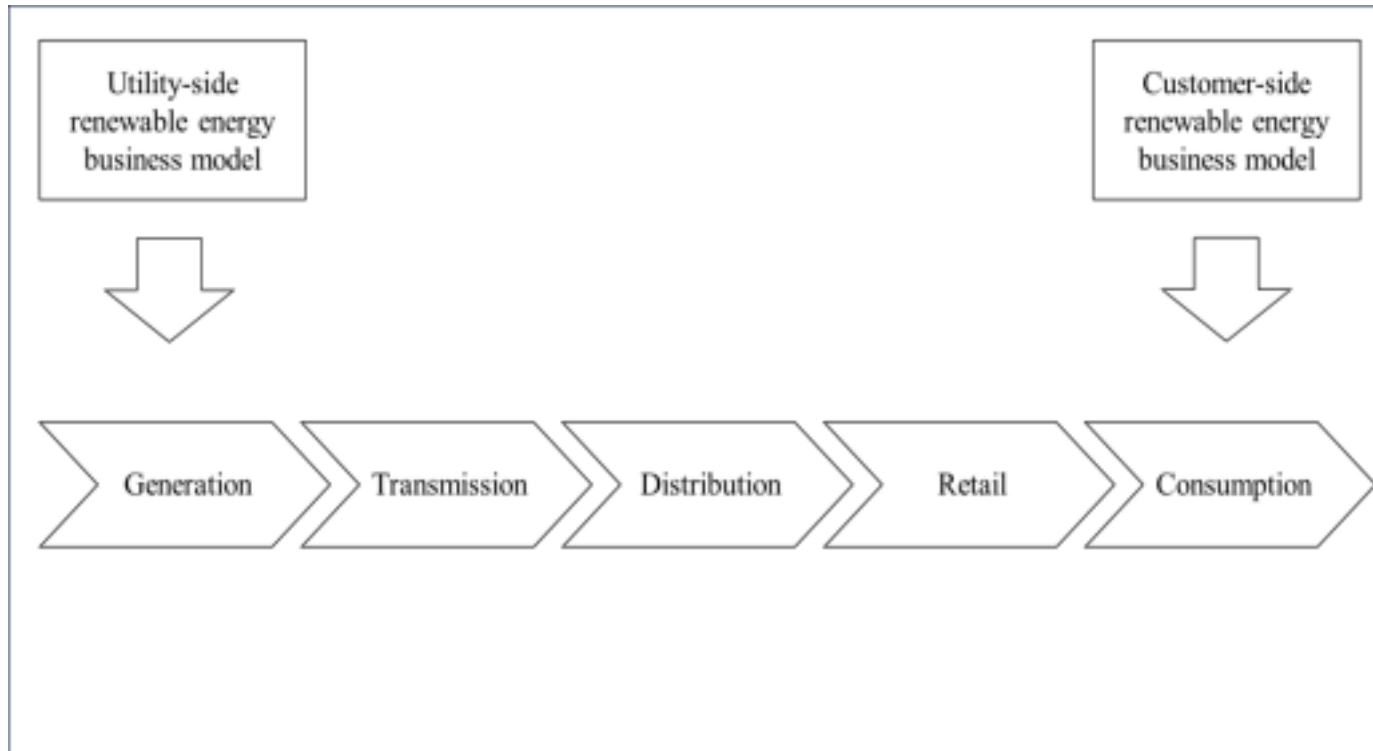 Utility-side
renewable energy
business model
Customer-side
renewable energy
business model
Generation
Transmission
Distribution
Retail
Consumption